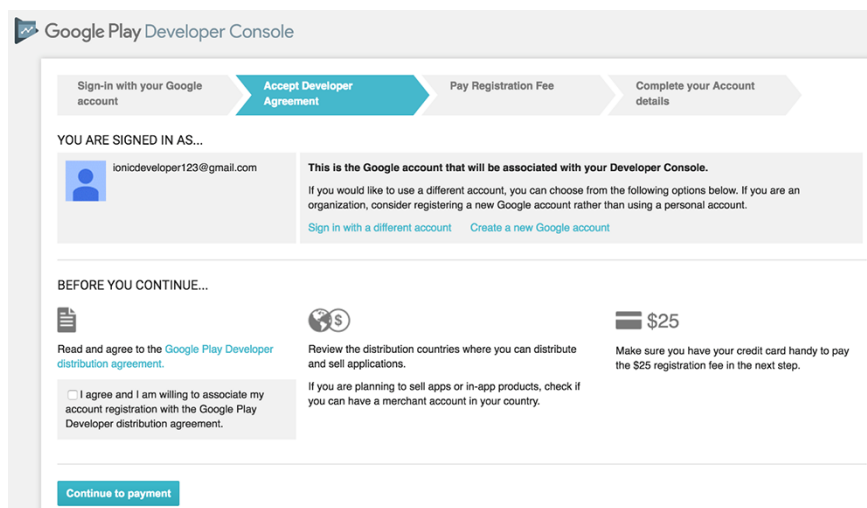 Google Play Developer Console
Sign-in with your Google
account
Accept Developer
Agreement
Pay Registration Fee
Complete your Account
details
YOU ARE SIGNED IN AS...
ionicdeveloper123@gmail.com
This is the Google account that will be associated with your Developer Console.
If you would like to use a different account, you can choose from the following options below. If you are an
organization, consider registering a new Google account rather than using a personal account.
Sign in with a different account
Create a new Google account
BEFORE YOU CONTINUE...
Read and agree to the Google Play Developer
distribution agreement.
I agree and I am willing to associate my
account registration with the Google Play
Developer distribution agreement.
$
Review the distribution countries where you can distribute
and sell applications.
If you are planning to sell apps or in-app products, check if
you can have a merchant account in your country.
$25
Make sure you have your credit card handy to pay
the $25 registration fee in the next step.
Continue to payment